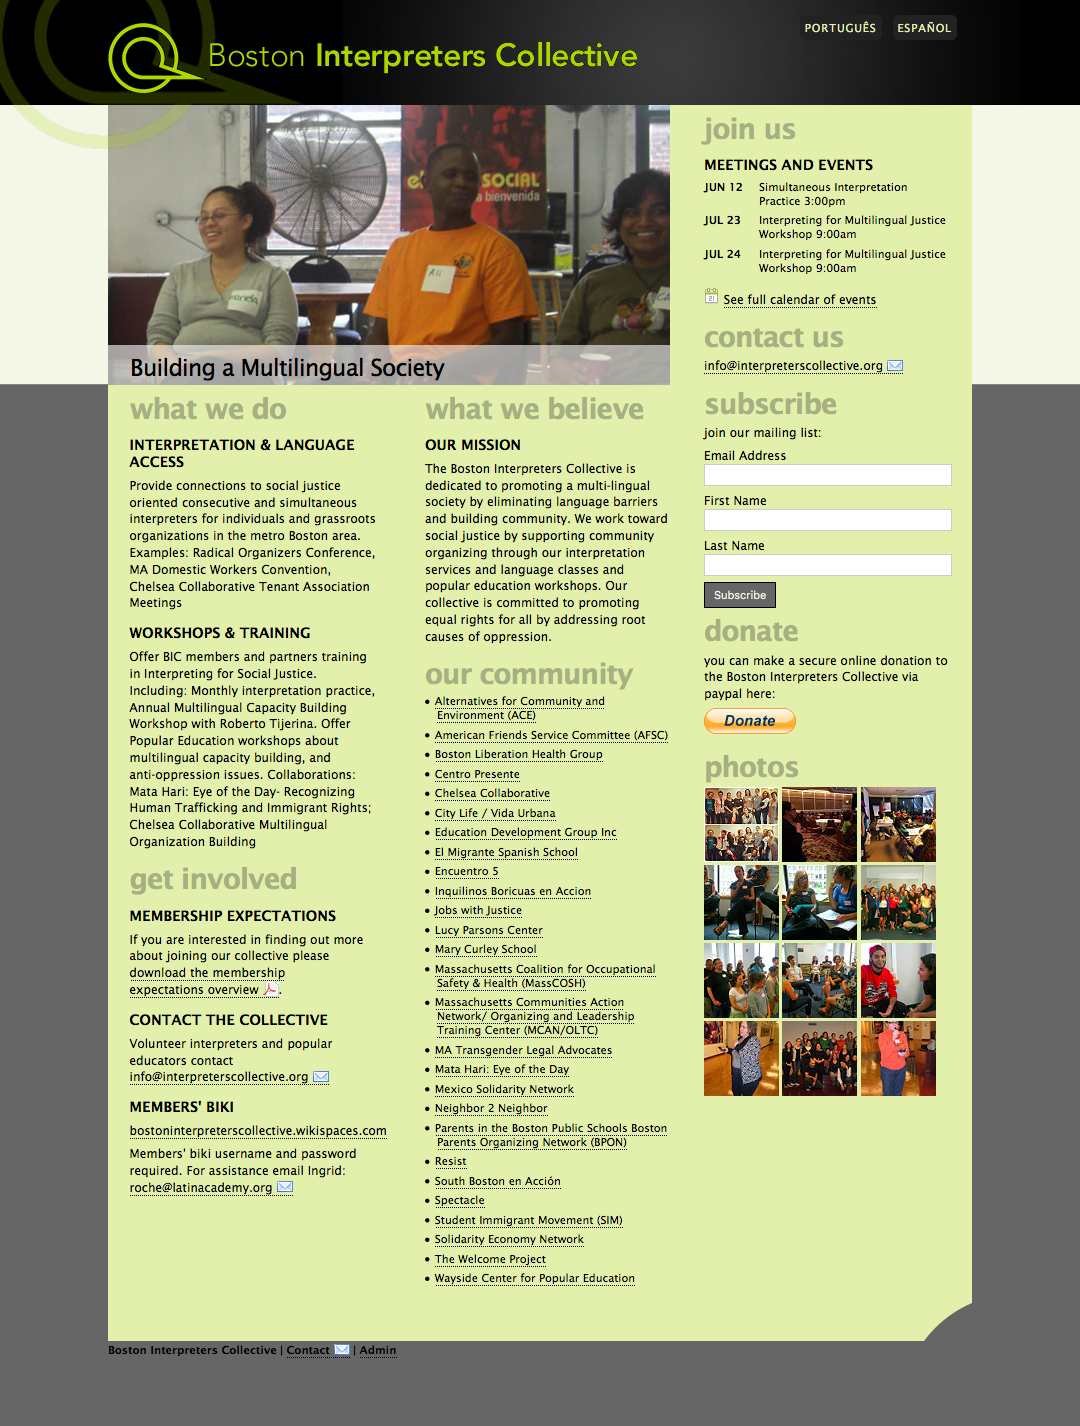 Boston Interpreters Collective
PORTUGUÊS
ESPAÑOL
SOCIAL
a bienvenida
Ali
Building a Multilingual Society
what we do
INTERPRETATION & LANGUAGE
ACCESS
Provide connections to social justice
oriented consecutive and simultaneous
interpreters for individuals and grassroots
organizations in the metro Boston area.
Examples: Radical Organizers Conference,
MA Domestic Workers Convention,
Chelsea Collaborative Tenant Association
Meetings
WORKSHOPS & TRAINING
Offer BIC members and partners training
in Interpreting for Social Justice.
Including: Monthly interpretation practice,
Annual Multilingual Capacity Building
Workshop with Roberto Tijerina. Offer
Popular Education workshops about
multilingual capacity building, and
anti-oppression issues. Collaborations:
Mata Hari: Eye of the Day- Recognizing
Human Trafficking and Immigrant Rights;
Chelsea Collaborative Multilingual
Organization Building
get involved
MEMBERSHIP EXPECTATIONS
If you are interested in finding out more
about joining our collective please
download the membership
expectations overview .
CONTACT THE COLLECTIVE
Volunteer interpreters and popular
educators contact
info@interpreterscollective.org
MEMBERS' BIKI
bostoninterpreterscollective.wikispaces.com
Members' biki username and password
required. For assistance email Ingrid:
roche@latinacademy.org
what we believe
OUR MISSION
The Boston Interpreters Collective is
dedicated to promoting a multi-lingual
society by eliminating language barriers
and building community. We work toward
social justice by supporting community
organizing through our interpretation
services and language classes and
popular education workshops. Our
collective is committed to promoting
equal rights for all by addressing root
causes of oppression.
our community
• Alternatives for Community and
Environment (ACE)
• American Friends Service Committee (AFSC)
• Boston Liberation Health Group
• Centro Presente
• Chelsea Collaborative
• City Life / Vida Urbana
• Education Development Group Inc
• El Migrante Spanish School
• Encuentro 5
• Inquilinos Boricuas en Accion
• Jobs with Justice
• Lucy Parsons Center
• Mary Curley School
• Massachusetts Coalition for Occupational
Safety & Health (MassCOSH)
• Massachusetts Communities Action
Network/ Organizing and Leadership
Training Center (MCAN/OLTC)
• MA Transgender Legal Advocates
• Mata Hari: Eye of the Day
• Mexico Solidarity Network
• Neighbor 2 Neighbor
• Parents in the Boston Public Schools Boston
Parents Organizing Network (BPON)
• Resist
• South Boston en Acción
• Spectacle
• Student Immigrant Movement (SIM)
• Solidarity Economy Network
• The Welcome Project
• Wayside Center for Popular Education
join us
MEETINGS AND EVENTS
JUN 12 Simultaneous Interpretation
Practice 3:00pm
JUL 23 Interpreting for Multilingual Justice
Workshop 9:00am
JUL 24 Interpreting for Multilingual Justice
Workshop 9:00am
See full calendar of events
contact us
info@interpreterscollective.org
subscribe
join our mailing list:
Email Address
First Name
Last Name
Subscribe
donate
you can make a secure online donation to
the Boston Interpreters Collective via
paypal here:
Donate
photos
Boston Interpreters Collective | Contact | Admin